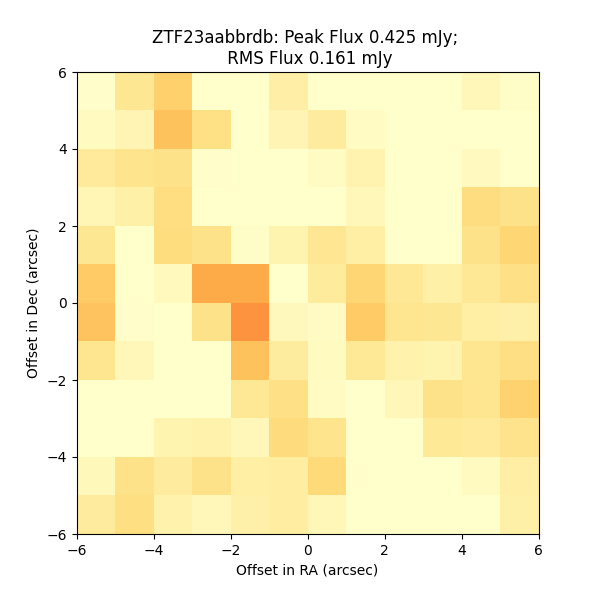 ZTF23aabbrdb: Peak Flux 0.425 mJy;
RMS Flux 0.161 mJy
6
4
2
0
−2
−4
−6
Offset in Dec (arcsec)
−6 −4 −2 0 2 4 6
Offset in RA (arcsec)